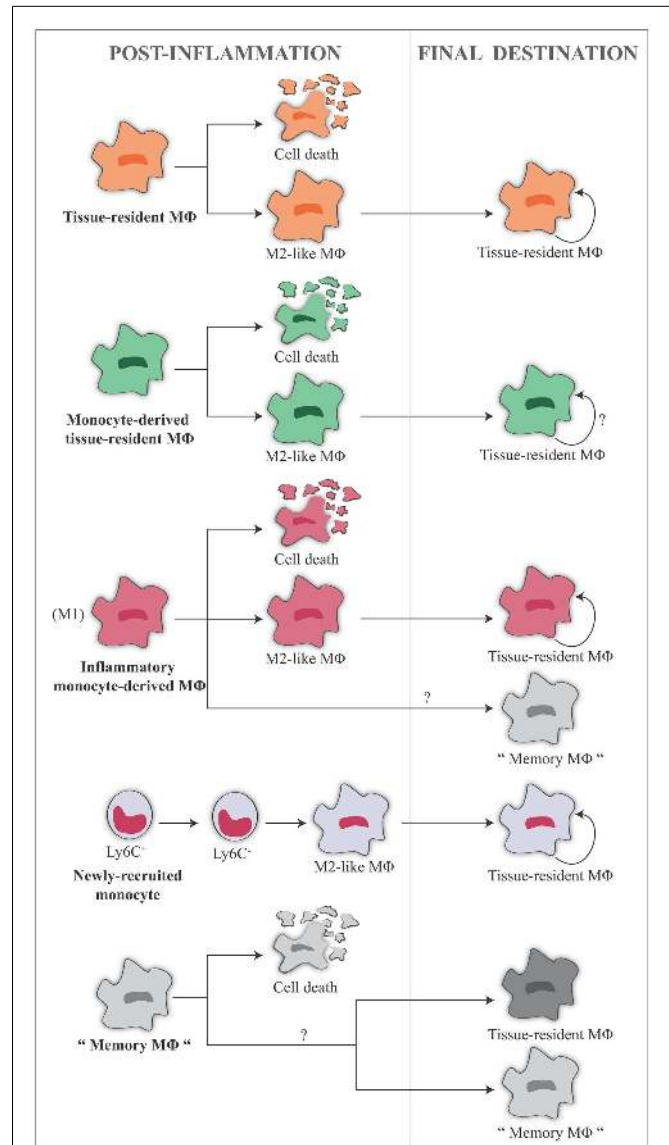 POST-INFLAMMATION
FINAL DESTINATION
Cell death
Tissue-resident MΦ
M2-like MΦ
Tissue-resident MΦ
Cell death
Monocyte-derived
tissue-resident MΦ
M2-like MΦ
?
Tissue-resident MΦ
Cell death
(M1)
Inflammatory
monocyte-derived MΦ
M2-like MΦ
Tissue-resident MΦ
?
“ Memory MΦ “
Ly6C
Ly6C
Newly-recruited
monocyte
M2-like MΦ
Tissue-resident MΦ
Cell death
“ Memory MΦ “
?
Tissue-resident MΦ
“ Memory MΦ “